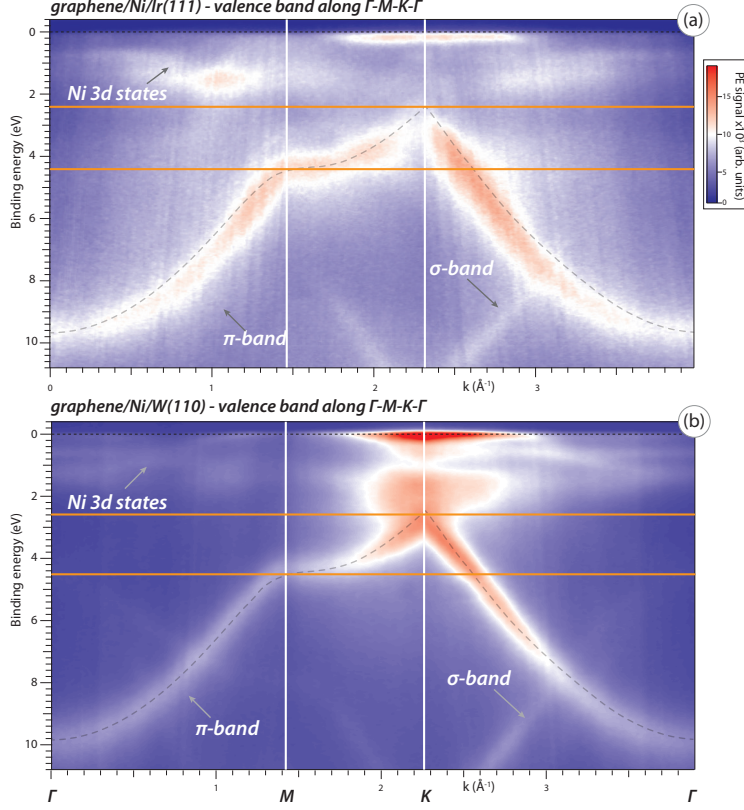 graphene/Ni/Ir(111) - valence band along Γ-M-K-Γ
(a)
0
2
4
6
8
10
Binding energy (eV)
Ni 3d states
σ-band
π-band
0
1
2
k (Å⁻¹)
3
15
10
5
0
PE signal x10³ (arb. units)
graphene/Ni/W(110) - valence band along Γ-M-K-Γ
(b)
0
2
4
6
8
10
Binding energy (eV)
Ni 3d states
σ-band
π-band
1
2
k (Å⁻¹)
3
Γ
M
K
Γ